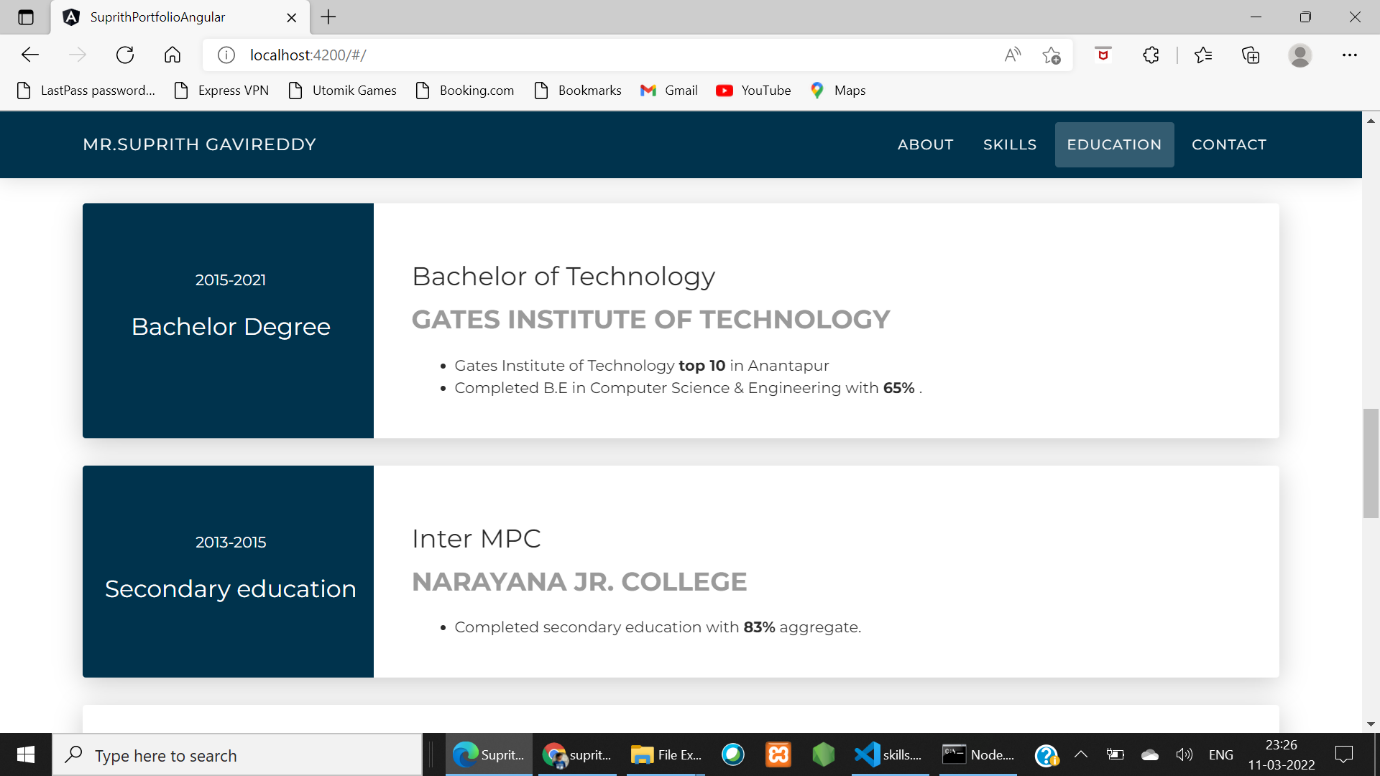 SuprithPortfolioAngular
localhost:4200/#/
LastPass password... Express VPN Utomik Games Booking.com Bookmarks Gmail YouTube Maps
MR.SUPRITH GAVIREDDY ABOUT SKILLS EDUCATION CONTACT
2015-2021
Bachelor Degree
Bachelor of Technology
GATES INSTITUTE OF TECHNOLOGY
• Gates Institute of Technology top 10 in Anantapur
• Completed B.E in Computer Science & Engineering with 65% .
2013-2015
Secondary education
Inter MPC
NARAYANA JR. COLLEGE
• Completed secondary education with 83% aggregate.
Type here to search Suprit... suprit... File Ex... skills.... Node.... ENG 23:26
11-03-2022